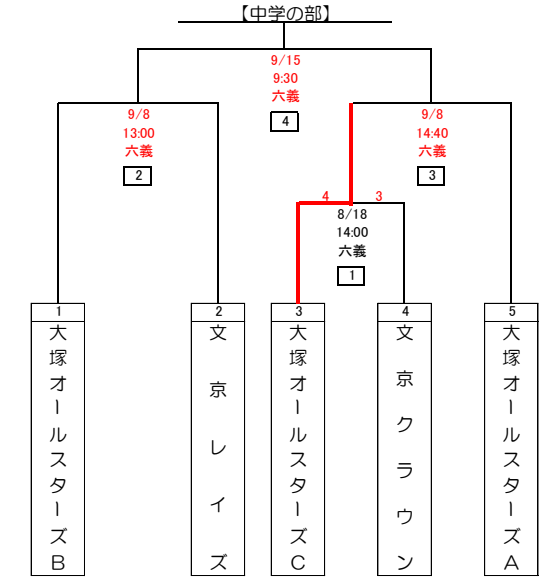 【中学の部】
9/15
9:30
六義
4
9/8
13:00
六義
2
9/8
14:40
六義
3
4
3
8/18
14:00
六義
1
1
2
3
4
5
大塚オールスターズB
文京レイズ
大塚オールスターズC
文京クラウン
大塚オールスターズA